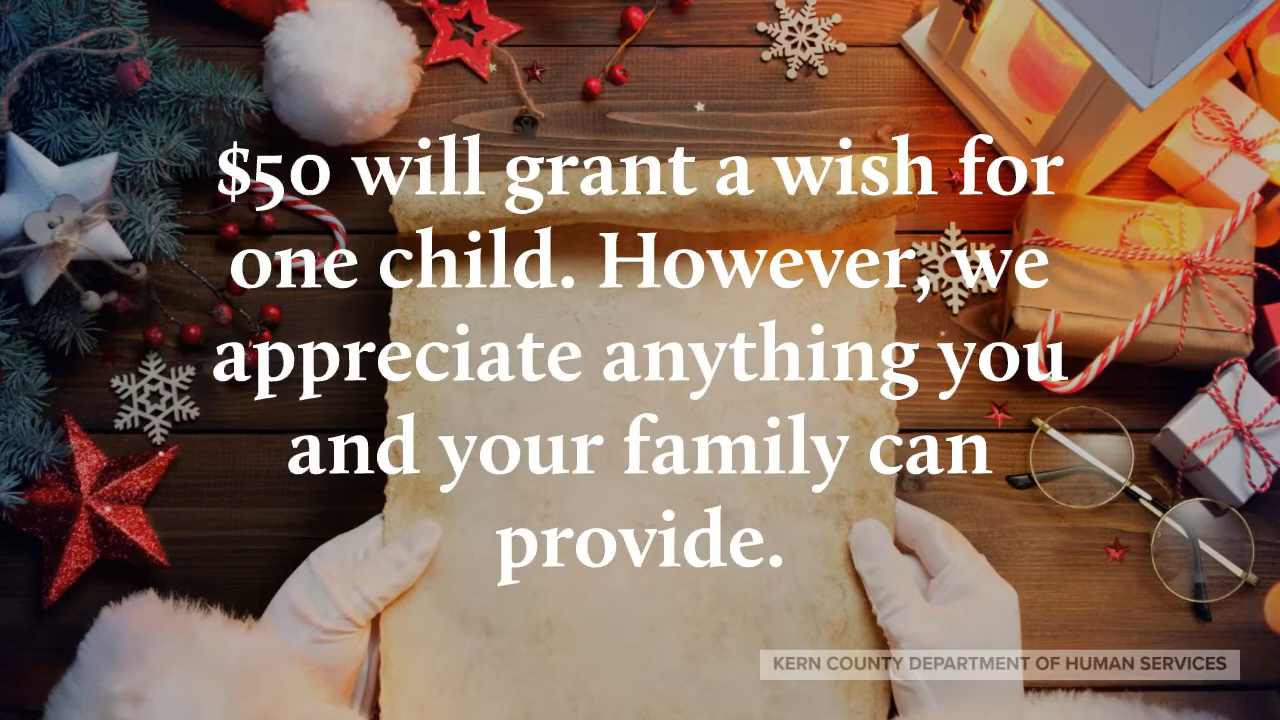 $50 will grant a wish for
one child. However, we
appreciate anything you
and your family can
provide.
KERN COUNTY DEPARTMENT OF HUMAN SERVICES